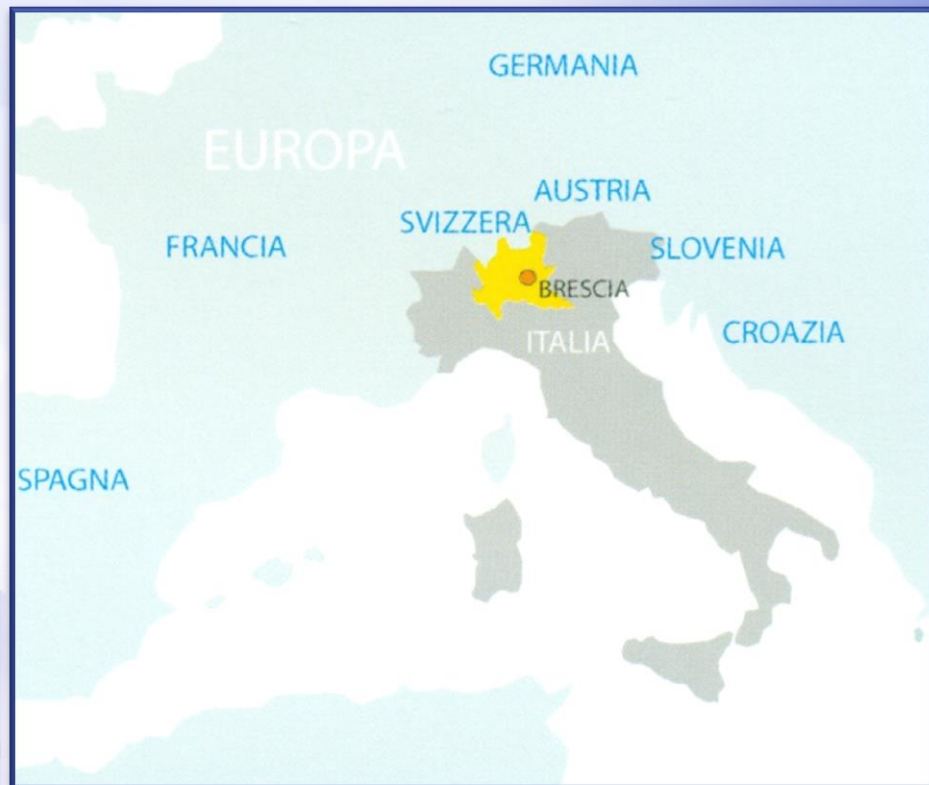 GERMANIA
EUROPA
AUSTRIA
SVIZZERA
FRANCIA
SLOVENIA
BRESCIA
ITALIA
CROAZIA
SPAGNA